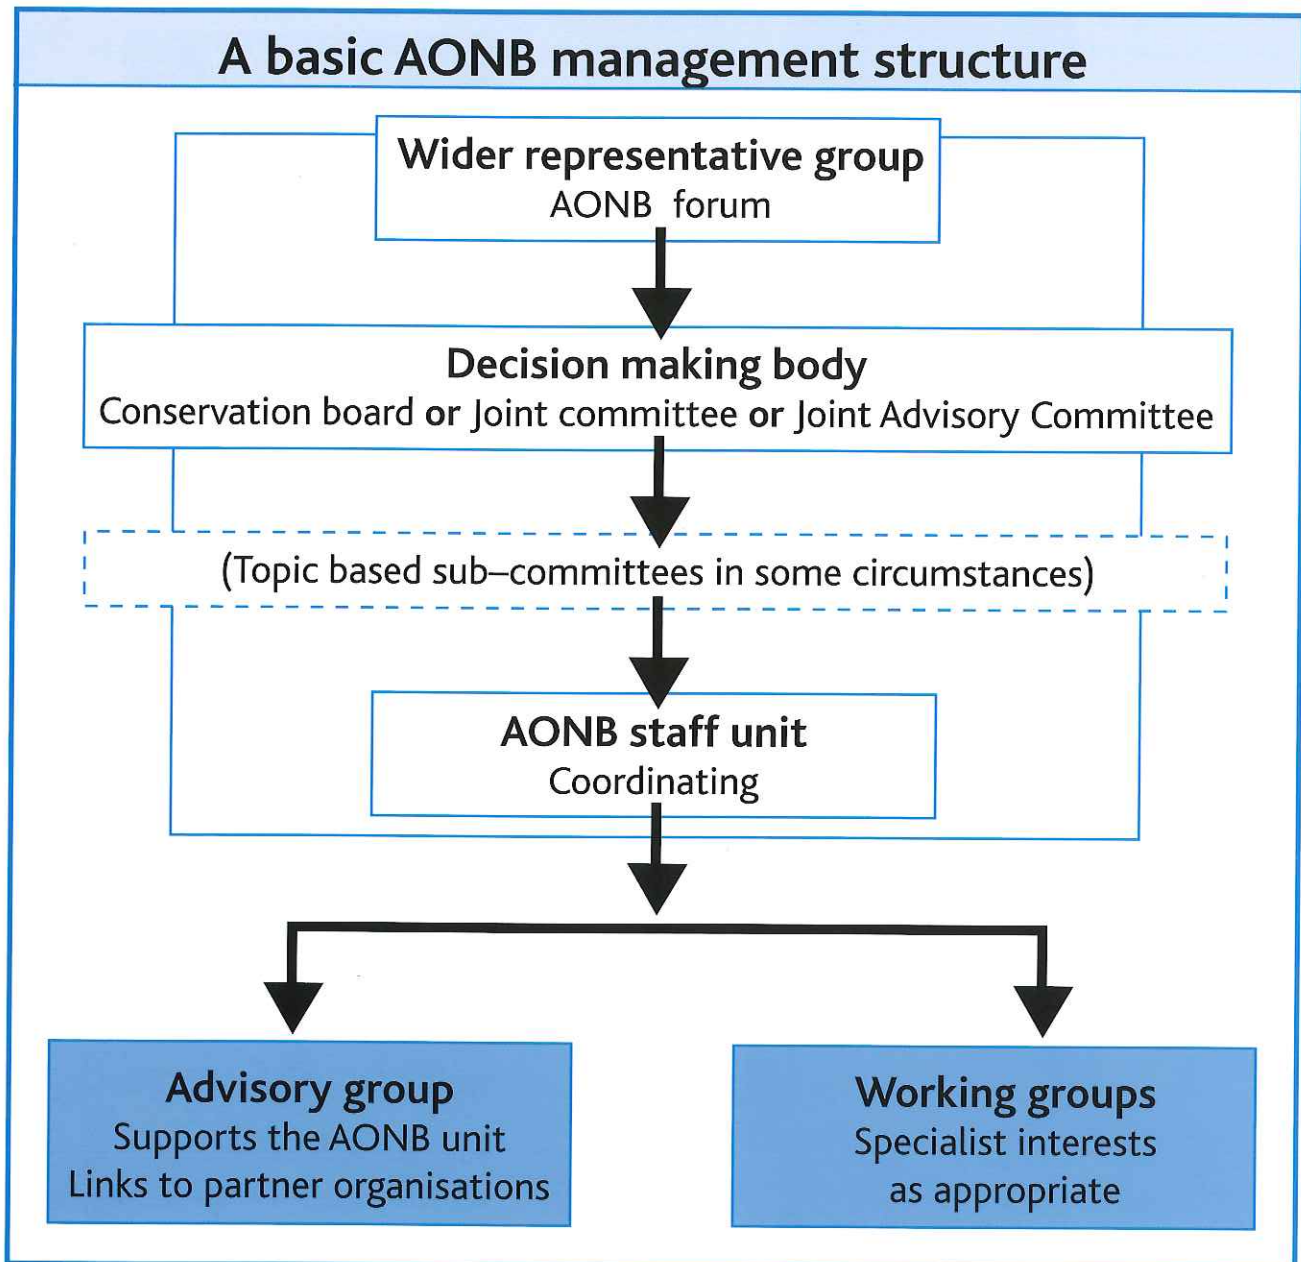 A basic AONB management structure
Wider representative group
AONB forum
Decision making body
Conservation board or Joint committee or Joint Advisory Committee
(Topic based sub–committees in some circumstances)
AONB staff unit
Coordinating
Advisory group
Supports the AONB unit
Links to partner organisations
Working groups
Specialist interests
as appropriate